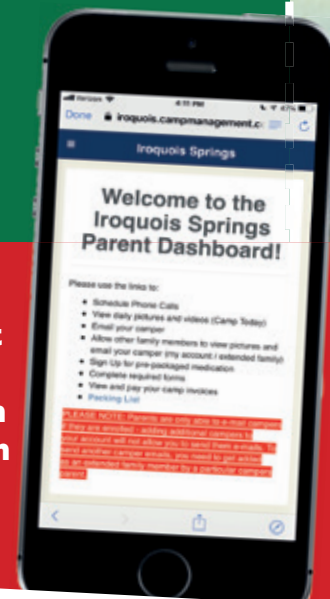 verizon
4:11 PM
47%
Done
iroquois.campmanagement.c
Iroquois Springs
Welcome to the
Iroquois Springs
Parent Dashboard!
Please use the links to:
Schedule Phone Calls
View daily pictures and videos (Camp Today)
Email your camper
Allow other family members to view pictures and
email your camper (my account / extended family)
Sign Up for pre-packaged medication
Complete required forms
View and pay your camp invoices
Packing List
PLEASE NOTE: Parents are only able to e-mail campers
if they are enrolled - adding additional campers to
your account will not allow you to send them e-mails. To
send another camper emails, you need to get added
as an extended family member by a particular campers
parent.